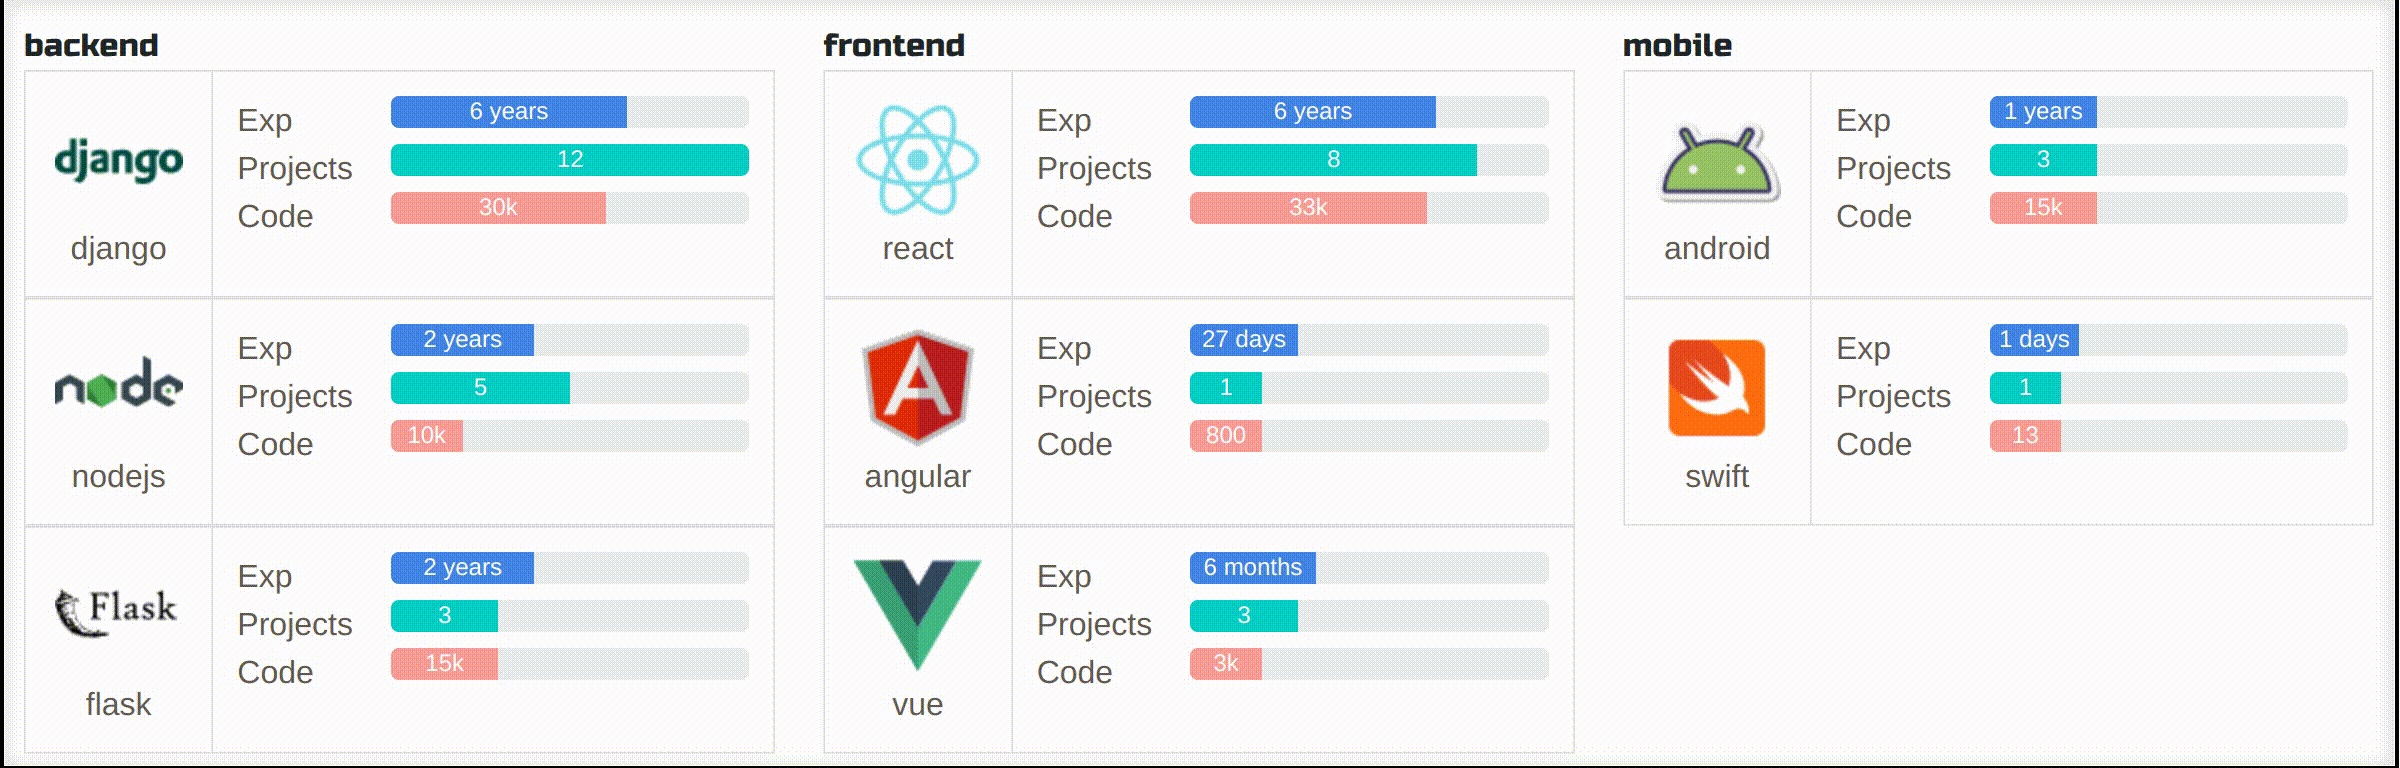 backend
django
django
Exp 6 years
Projects 12
Code 30k
node
nodejs
Exp 2 years
Projects 5
Code 10k
Flask
flask
Exp 2 years
Projects 3
Code 15k
frontend
react
Exp 6 years
Projects 8
Code 33k
A
angular
Exp 27 days
Projects 1
Code 800
vue
Exp 6 months
Projects 3
Code 3k
mobile
android
Exp 1 years
Projects 3
Code 15k
swift
Exp 1 days
Projects 1
Code 13